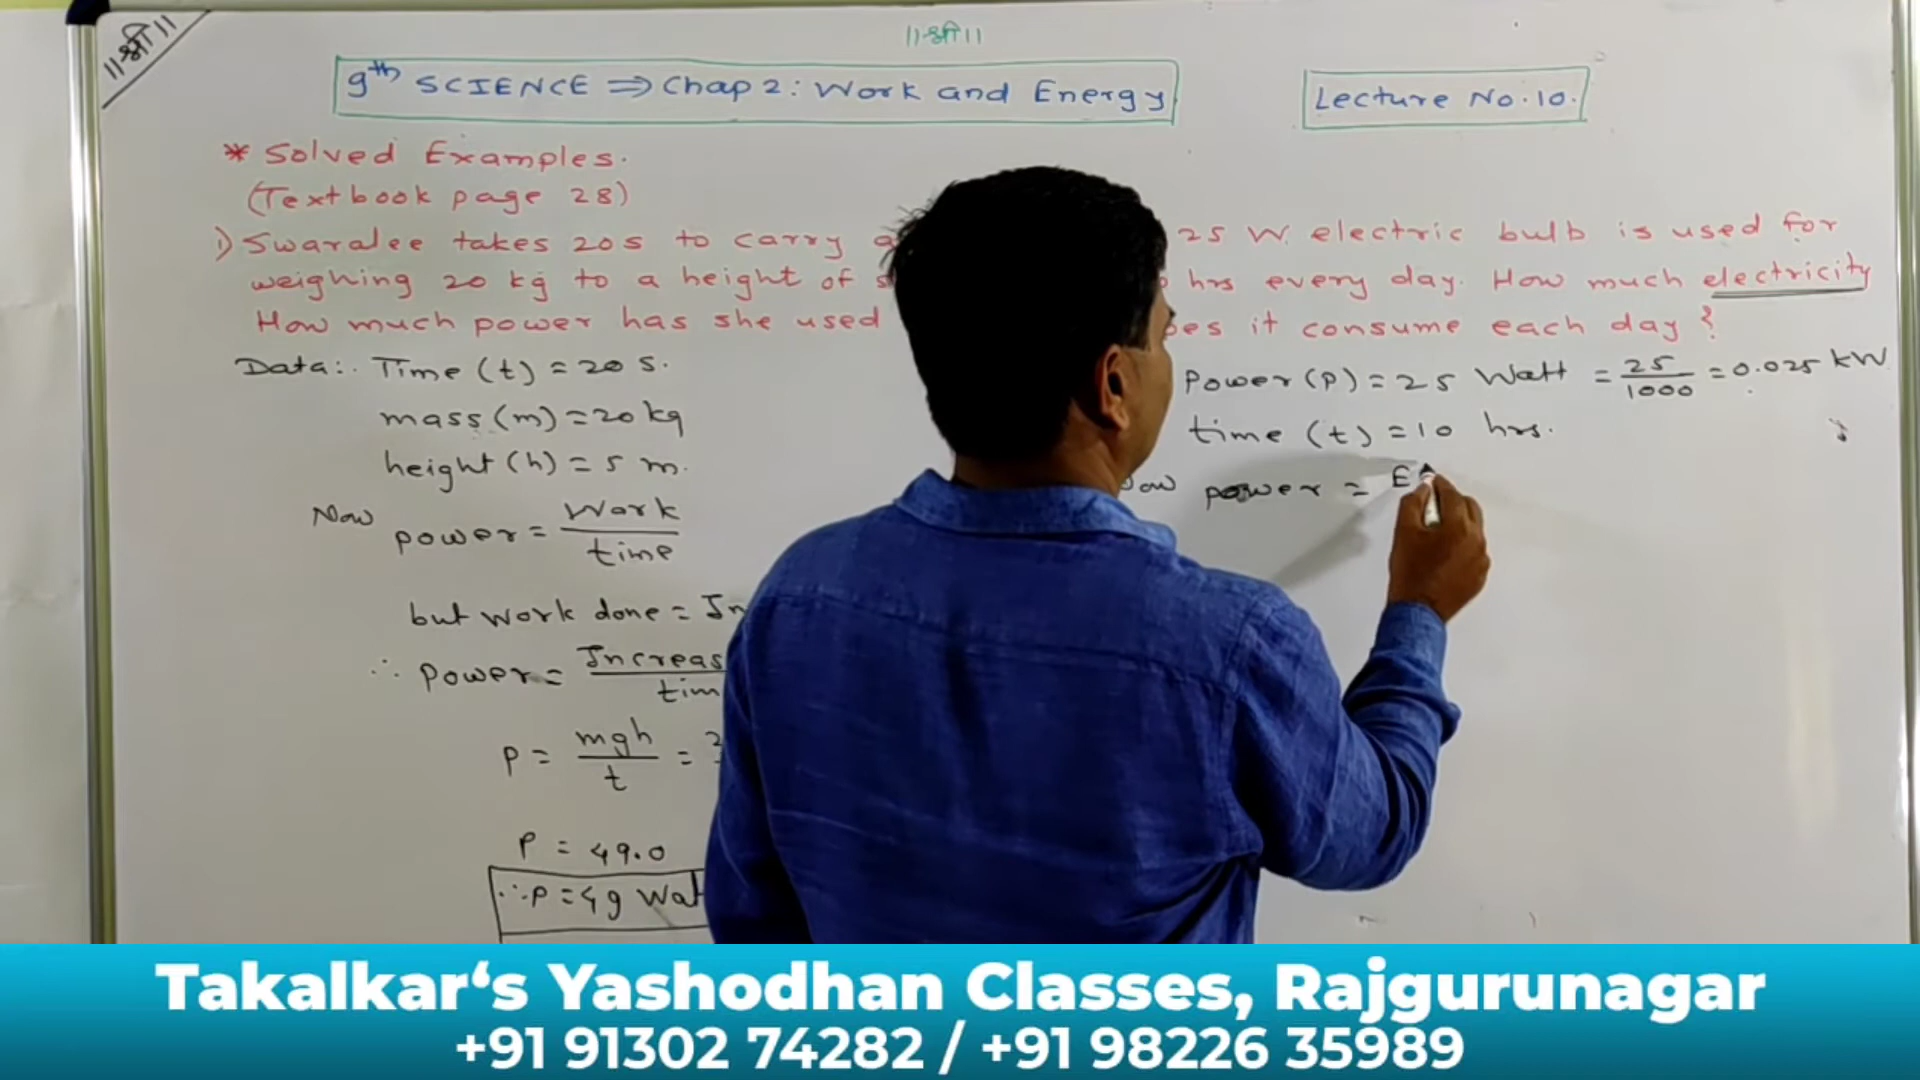 ॥श्री॥
॥श्री॥
9th SCIENCE ⇒ Chap 2: Work and Energy
Lecture No. 10.
* Solved Examples.
(Textbook page 28)
1) Swaralee takes 20 s to carry a
weighing 20 kg to a height of
How much power has she used
Data:. Time (t) = 20 s.
mass (m) = 20 kg
height (h) = 5 m.
Now power = Work / time
but work done = In
∴ Power = Increas / tim
P = mgh / t =
P = 49.0
∴ P = 49 Wat
25 W. electric bulb is used for
hrs every day. How much electricity
it consume each day ?
Power (P) = 25 Watt = 25 / 1000 = 0.025 kW
time (t) = 10 hrs.
power = E
Takalkar‘s Yashodhan Classes, Rajgurunagar
+91 91302 74282 / +91 98226 35989